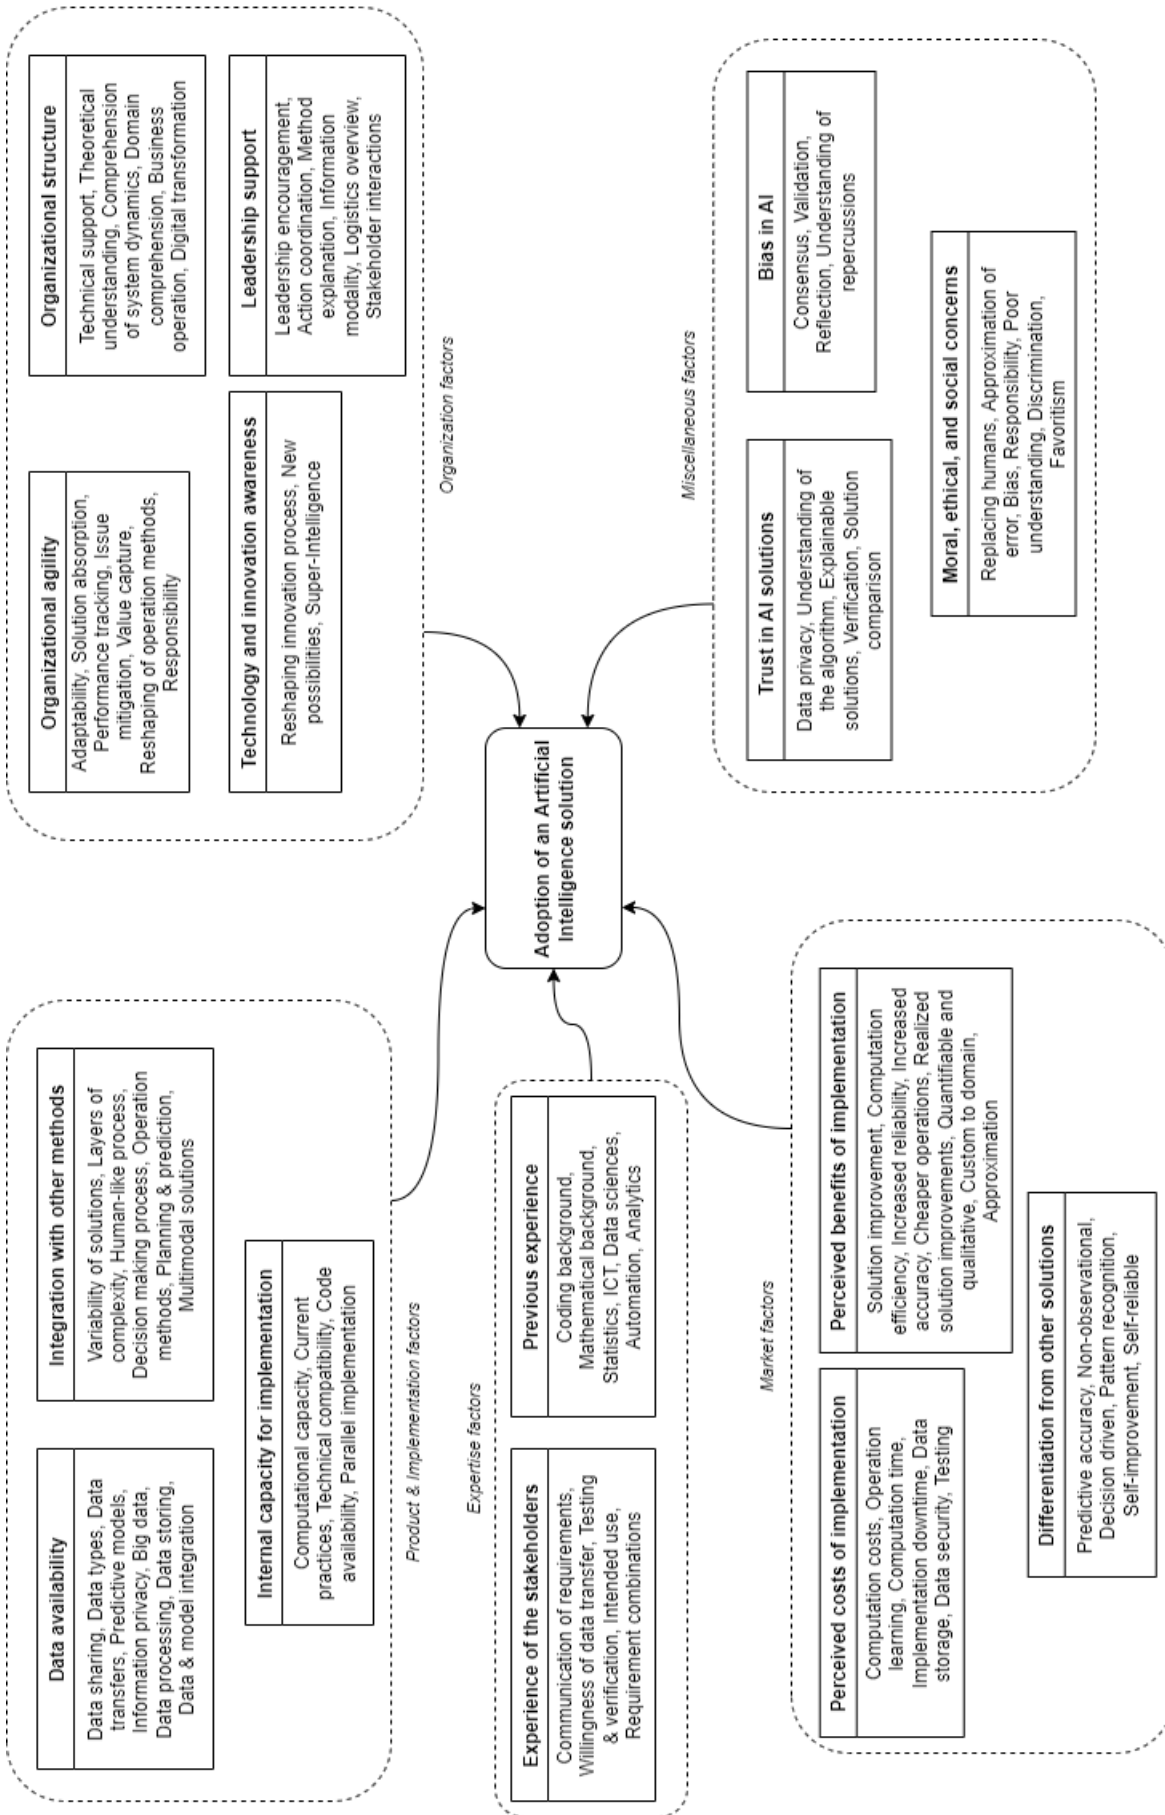 Data availability
Data sharing, Data types, Data
transfers, Predictive models,
Information privacy, Big data,
Data processing, Data storing,
Data & model integration
Integration with other methods
Variability of solutions, Layers of
complexity, Human-like process,
Decision making process, Operation
methods, Planning & prediction,
Multimodal solutions
Internal capacity for implementation
Computational capacity, Current
practices, Technical compatibility, Code
availability, Parallel implementation
Product & Implementation factors
Organizational agility
Adaptability, Solution absorption,
Performance tracking, Issue
mitigation, Value capture,
Reshaping of operation methods,
Responsibility
Organizational structure
Technical support, Theoretical
understanding, Comprehension
of system dynamics, Domain
comprehension, Business
operation, Digital transformation
Technology and innovation awareness
Reshaping innovation process, New
possibilities, Super-Intelligence
Leadership support
Leadership encouragement,
Action coordination, Method
explanation, Information
modality, Logistics overview,
Stakeholder interactions
Organization factors
Expertise factors
Experience of the stakeholders
Communication of requirements,
Willingness of data transfer, Testing
& verification, Intended use,
Requirement combinations
Previous experience
Coding background,
Mathematical background,
Statistics, ICT, Data sciences,
Automation, Analytics
Adoption of an Artificial
Intelligence solution
Market factors
Perceived costs of implementation
Computation costs, Operation
learning, Computation time,
Implementation downtime, Data
storage, Data security, Testing
Perceived benefits of implementation
Solution improvement, Computation
efficiency, Increased reliability, Increased
accuracy, Cheaper operations, Realized
solution improvements, Quantifiable and
qualitative, Custom to domain,
Approximation
Differentiation from other solutions
Predictive accuracy, Non-observational,
Decision driven, Pattern recognition,
Self-improvement, Self-reliable
Miscellaneous factors
Trust in AI solutions
Data privacy, Understanding of
the algorithm, Explainable
solutions, Verification, Solution
comparison
Bias in AI
Consensus, Validation,
Reflection, Understanding of
repercussions
Moral, ethical, and social concerns
Replacing humans, Approximation of
error, Bias, Responsibility, Poor
understanding, Discrimination,
Favoritism